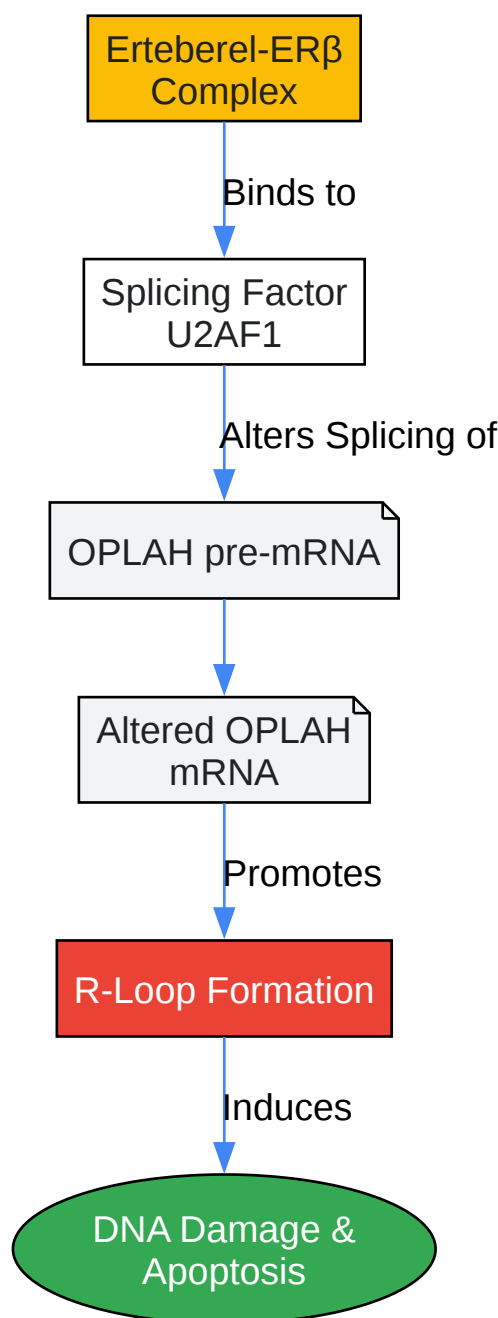 Erteberel-ERβ
Complex
Binds to
Splicing Factor
U2AF1
Alters Splicing of
OPLAH pre-mRNA
Altered OPLAH
mRNA
Promotes
R-Loop Formation
Induces
DNA Damage &
Apoptosis